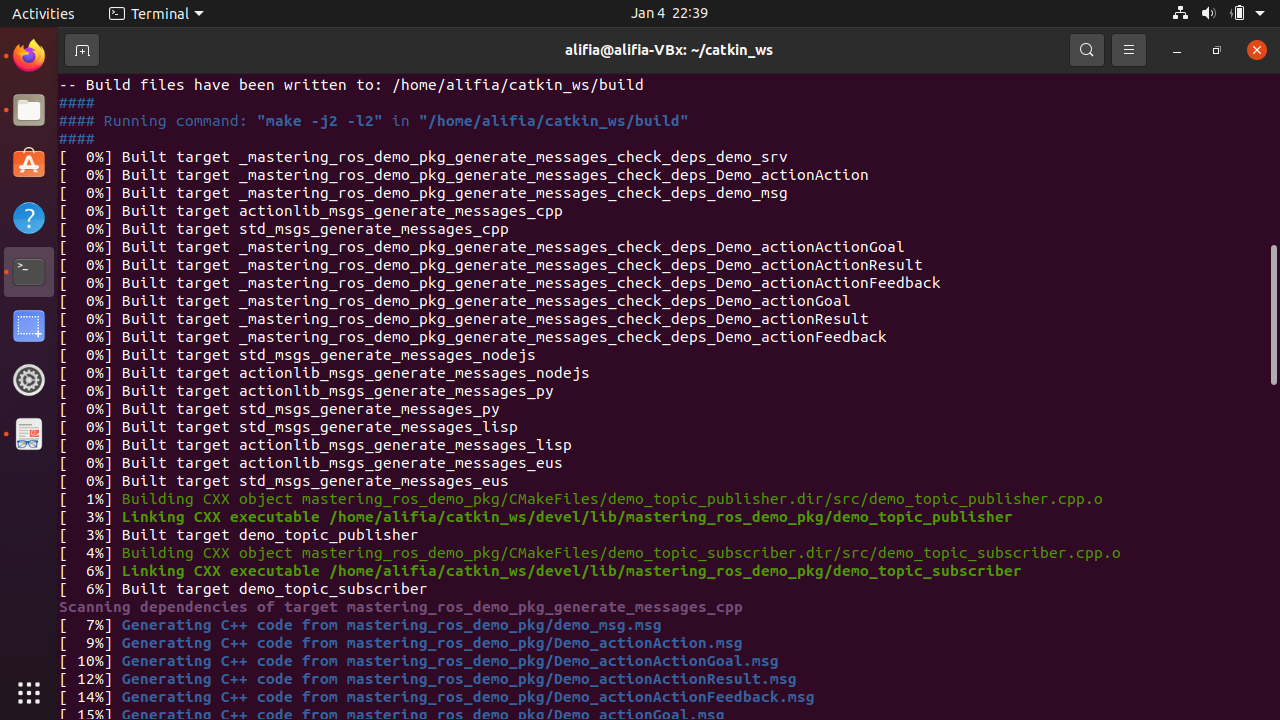 Activities Terminal Jan 4 22:39
alifia@alifia-VBx: ~/catkin_ws
-- Build files have been written to: /home/alifia/catkin_ws/build
####
#### Running command: "make -j2 -l2" in "/home/alifia/catkin_ws/build"
####
[  0%] Built target _mastering_ros_demo_pkg_generate_messages_check_deps_demo_srv
[  0%] Built target _mastering_ros_demo_pkg_generate_messages_check_deps_Demo_actionAction
[  0%] Built target _mastering_ros_demo_pkg_generate_messages_check_deps_demo_msg
[  0%] Built target actionlib_msgs_generate_messages_cpp
[  0%] Built target std_msgs_generate_messages_cpp
[  0%] Built target _mastering_ros_demo_pkg_generate_messages_check_deps_Demo_actionActionGoal
[  0%] Built target _mastering_ros_demo_pkg_generate_messages_check_deps_Demo_actionActionResult
[  0%] Built target _mastering_ros_demo_pkg_generate_messages_check_deps_Demo_actionActionFeedback
[  0%] Built target _mastering_ros_demo_pkg_generate_messages_check_deps_Demo_actionGoal
[  0%] Built target _mastering_ros_demo_pkg_generate_messages_check_deps_Demo_actionResult
[  0%] Built target _mastering_ros_demo_pkg_generate_messages_check_deps_Demo_actionFeedback
[  0%] Built target std_msgs_generate_messages_nodejs
[  0%] Built target actionlib_msgs_generate_messages_nodejs
[  0%] Built target actionlib_msgs_generate_messages_py
[  0%] Built target std_msgs_generate_messages_py
[  0%] Built target std_msgs_generate_messages_lisp
[  0%] Built target actionlib_msgs_generate_messages_lisp
[  0%] Built target actionlib_msgs_generate_messages_eus
[  0%] Built target std_msgs_generate_messages_eus
[  1%] Building CXX object mastering_ros_demo_pkg/CMakeFiles/demo_topic_publisher.dir/src/demo_topic_publisher.cpp.o
[  3%] Linking CXX executable /home/alifia/catkin_ws/devel/lib/mastering_ros_demo_pkg/demo_topic_publisher
[  3%] Built target demo_topic_publisher
[  4%] Building CXX object mastering_ros_demo_pkg/CMakeFiles/demo_topic_subscriber.dir/src/demo_topic_subscriber.cpp.o
[  6%] Linking CXX executable /home/alifia/catkin_ws/devel/lib/mastering_ros_demo_pkg/demo_topic_subscriber
[  6%] Built target demo_topic_subscriber
Scanning dependencies of target mastering_ros_demo_pkg_generate_messages_cpp
[  7%] Generating C++ code from mastering_ros_demo_pkg/demo_msg.msg
[  9%] Generating C++ code from mastering_ros_demo_pkg/Demo_actionAction.msg
[ 10%] Generating C++ code from mastering_ros_demo_pkg/Demo_actionActionGoal.msg
[ 12%] Generating C++ code from mastering_ros_demo_pkg/Demo_actionActionResult.msg
[ 14%] Generating C++ code from mastering_ros_demo_pkg/Demo_actionActionFeedback.msg
[ 15%] Generating C++ code from mastering_ros_demo_pkg/Demo_actionGoal.msg